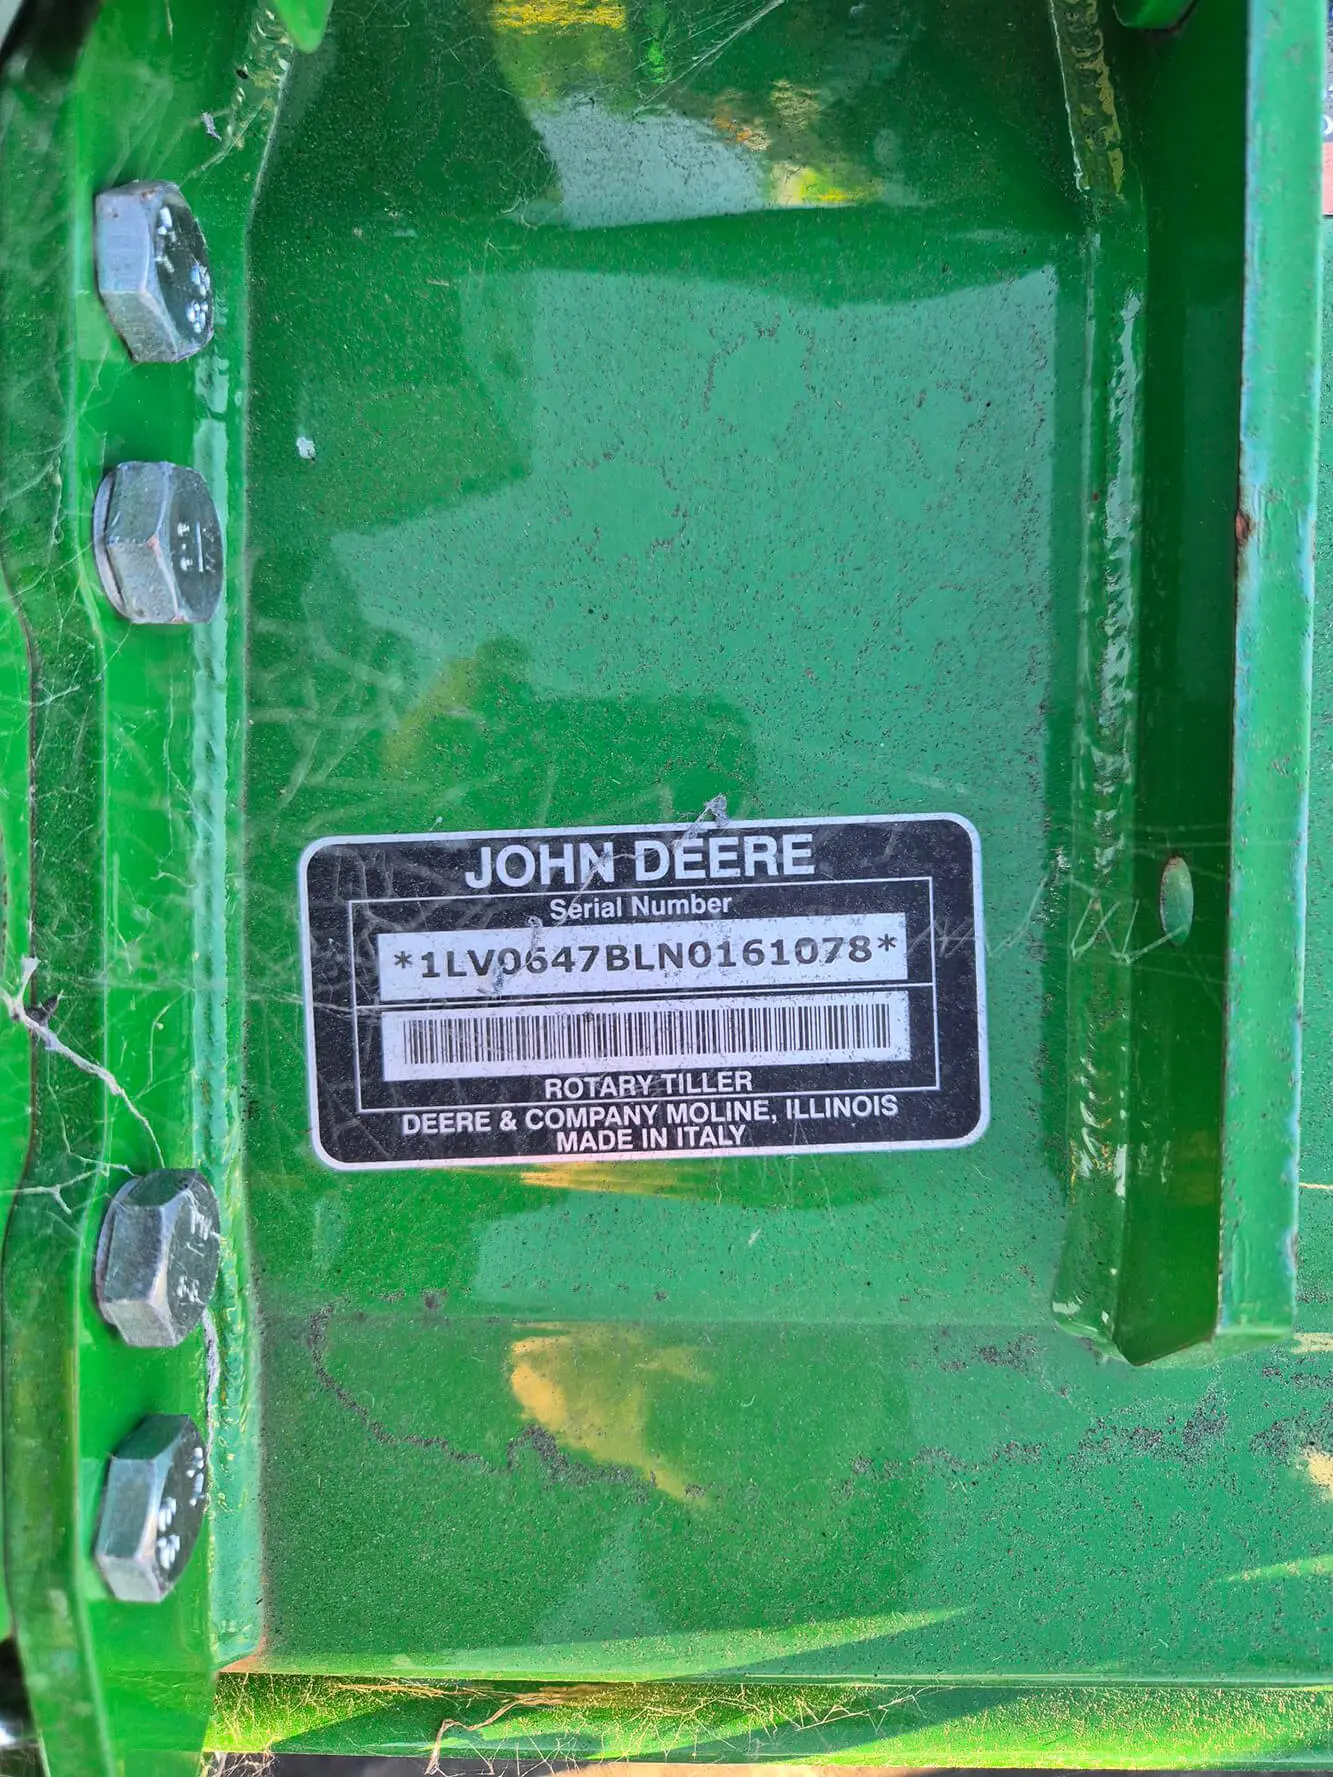 JOHN DEERE
Serial Number
*1LV0647BLN0161078*
ROTARY TILLER
DEERE & COMPANY MOLINE, ILLINOIS
MADE IN ITALY